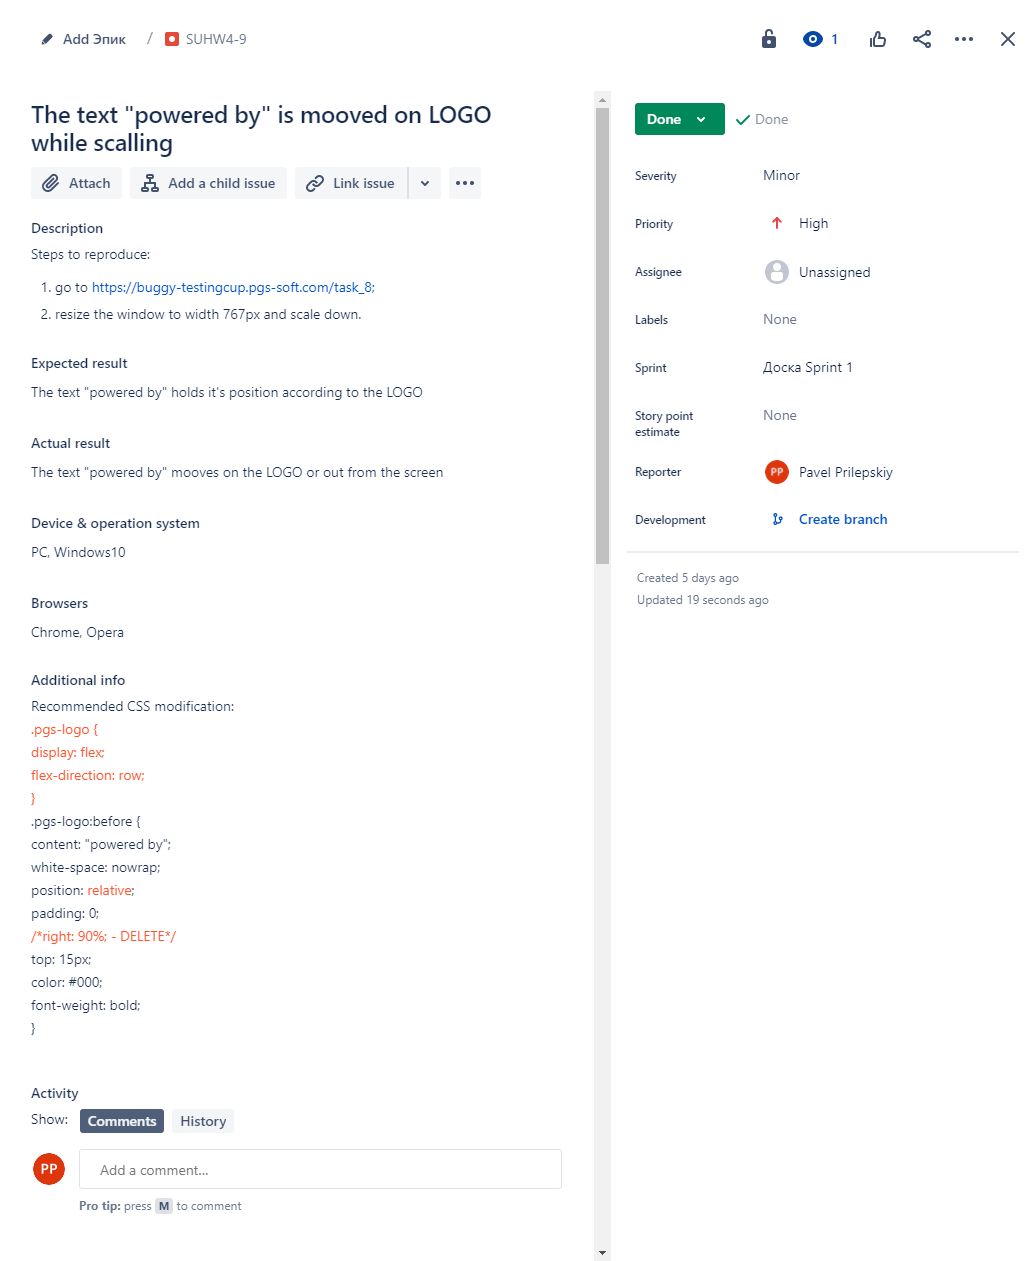 Add Эпик / SUHW4-9
1
The text "powered by" is mooved on LOGO
while scalling
Attach
Add a child issue
Link issue
Description
Steps to reproduce:
1. go to https://buggy-testingcup.pgs-soft.com/task_8;
2. resize the window to width 767px and scale down.
Expected result
The text "powered by" holds it's position according to the LOGO
Actual result
The text "powered by" mooves on the LOGO or out from the screen
Device & operation system
PC, Windows10
Browsers
Chrome, Opera
Additional info
Recommended CSS modification:
.pgs-logo {
display: flex;
flex-direction: row;
}
.pgs-logo:before {
content: "powered by";
white-space: nowrap;
position: relative;
padding: 0;
/*right: 90%; - DELETE*/
top: 15px;
color: #000;
font-weight: bold;
}
Activity
Show: Comments History
PP
Add a comment...
Pro tip: press M to comment
Done
Done
Severity
Minor
Priority
High
Assignee
Unassigned
Labels
None
Sprint
Доска Sprint 1
Story point
estimate
None
Reporter
PP Pavel Prilepskiy
Development
Create branch
Created 5 days ago
Updated 19 seconds ago